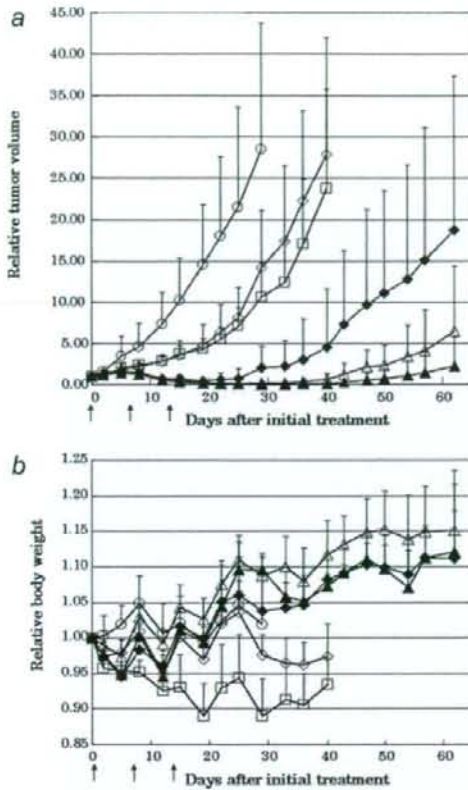 a
45.00
40.00
35.00
30.00
25.00
20.00
15.00
10.00
5.00
0.00
Relative tumor volume
0 10 20 30 40 50 60
Days after initial treatment
b
1.25
1.20
1.15
1.10
1.05
1.00
0.95
0.90
0.85
Relative body weight
0 10 20 30 40 50 60
Days after initial treatment